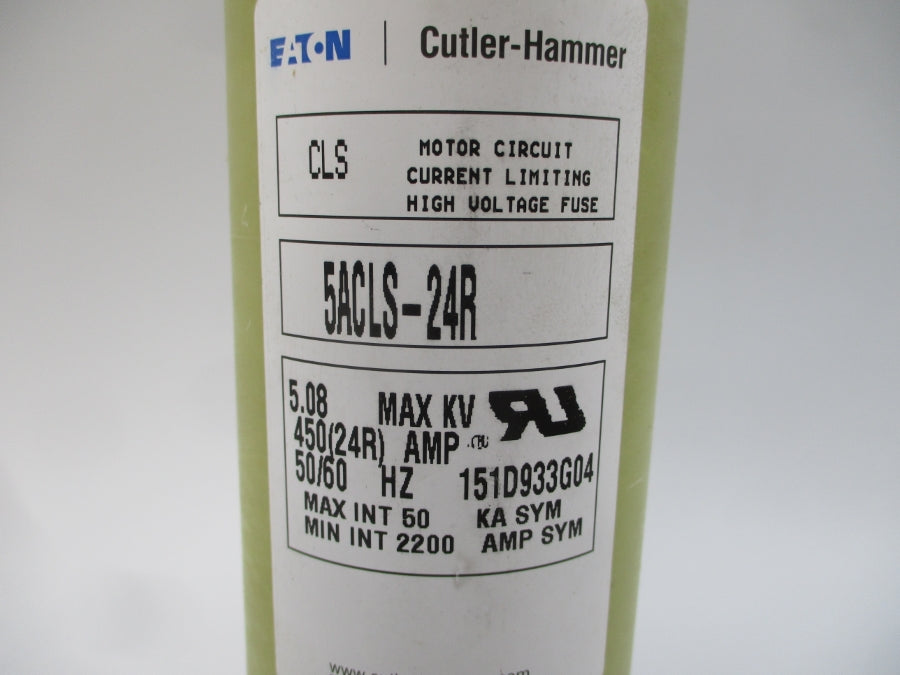 EATON | Cutler-Hammer
CLS
MOTOR CIRCUIT
CURRENT LIMITING
HIGH VOLTAGE FUSE
5ACLS-24R
5.08 MAX KV
450(24R) AMP
50/60 HZ 151D933G04
MAX INT 50 KA SYM
MIN INT 2200 AMP SYM